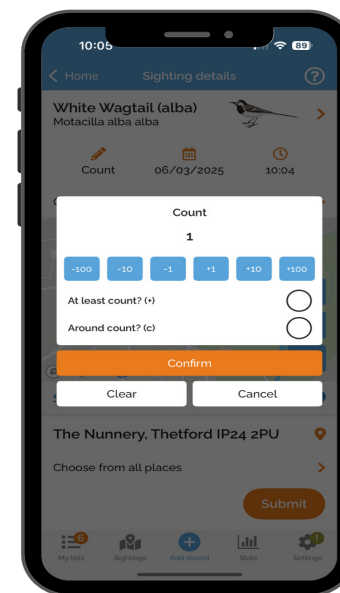 10:05
89
Home
Sighting details
?
White Wagtail (alba)
Motacilla alba alba
Count
06/03/2025
10:04
Count
1
-100
-10
-1
+1
+10
+100
At least count? (+)
Around count? (c)
Confirm
Clear
Cancel
The Nunnery, Thetford IP24 2PU
Choose from all places
Submit
6
1
My lists
Sightings
Add record
Stats
Settings